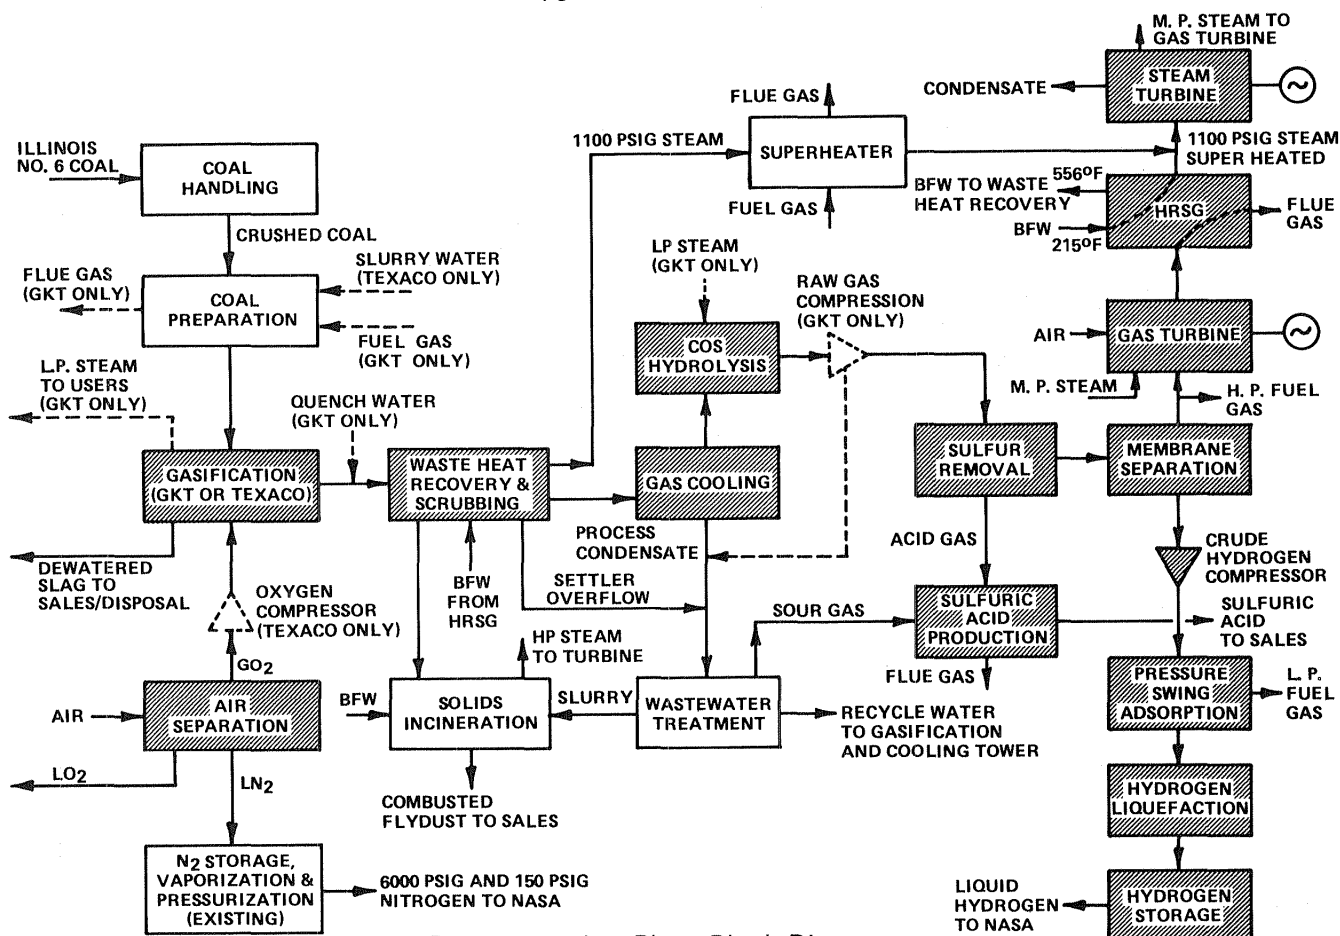 M. P. STEAM TO
GAS TURBINE
STEAM
TURBINE
CONDENSATE
FLUE GAS
1100 PSIG STEAM
SUPERHEATER
FUEL GAS
1100 PSIG STEAM
SUPER HEATED
556ºF
BFW TO WASTE
HEAT RECOVERY
HRSG
BFW
215ºF
FLUE
GAS
ILLINOIS
NO. 6 COAL
COAL
HANDLING
CRUSHED COAL
FLUE GAS
(GKT ONLY)
SLURRY WATER
(TEXACO ONLY)
COAL
PREPARATION
FUEL GAS
(GKT ONLY)
LP STEAM
(GKT ONLY)
RAW GAS
COMPRESSION
(GKT ONLY)
COS
HYDROLYSIS
AIR
GAS TURBINE
M. P. STEAM
H. P. FUEL
GAS
L.P. STEAM
TO USERS
(GKT ONLY)
QUENCH WATER
(GKT ONLY)
GASIFICATION
(GKT OR TEXACO)
WASTE HEAT
RECOVERY &
SCRUBBING
GAS COOLING
SULFUR
REMOVAL
MEMBRANE
SEPARATION
DEWATERED
SLAG TO
SALES/DISPOSAL
OXYGEN
COMPRESSOR
(TEXACO ONLY)
GO2
BFW
FROM
HRSG
PROCESS
CONDENSATE
SETTLER
OVERFLOW
ACID GAS
CRUDE
HYDROGEN
COMPRESSOR
SOUR GAS
SULFURIC
ACID
PRODUCTION
SULFURIC
ACID
TO SALES
FLUE GAS
HP STEAM
TO TURBINE
AIR
AIR
SEPARATION
BFW
SOLIDS
INCINERATION
SLURRY
WASTEWATER
TREATMENT
RECYCLE WATER
TO GASIFICATION
AND COOLING TOWER
PRESSURE
SWING
ADSORPTION
L. P.
FUEL
GAS
LO2
LN2
COMBUSTED
FLYDUST TO SALES
HYDROGEN
LIQUEFACTION
N2 STORAGE,
VAPORIZATION &
PRESSURIZATION
(EXISTING)
6000 PSIG AND 150 PSIG
NITROGEN TO NASA
LIQUID
HYDROGEN
TO NASA
HYDROGEN
STORAGE